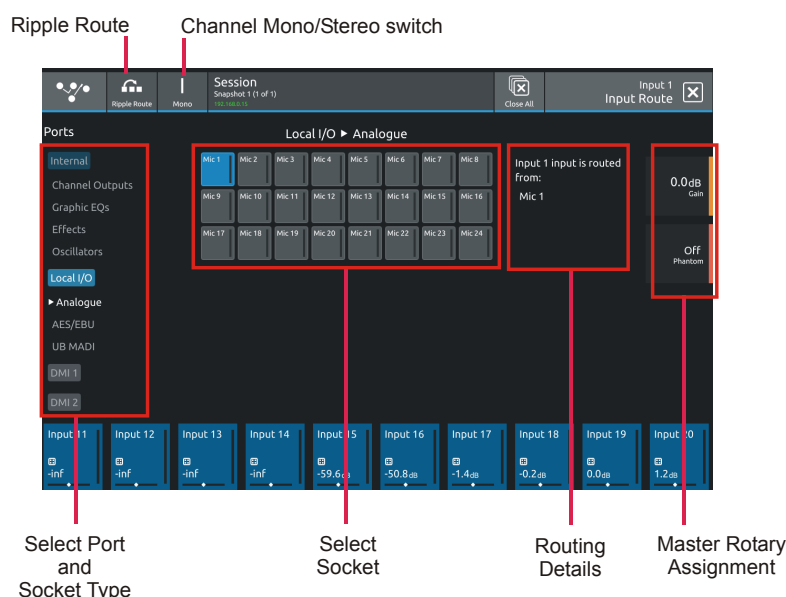 Ripple Route
Channel Mono/Stereo switch
Ripple Route
Mono
Session
Snapshot 1 (1 of 1)
192.168.0.15
Close All
Input 1
Input Route
Ports
Local I/O ▸ Analogue
Internal
Channel Outputs
Graphic EQs
Effects
Oscillators
Local I/O
▸ Analogue
AES/EBU
UB MADI
DMI 1
DMI 2
Mic 1 Mic 2 Mic 3 Mic 4 Mic 5 Mic 6 Mic 7 Mic 8
Mic 9 Mic 10 Mic 11 Mic 12 Mic 13 Mic 14 Mic 15 Mic 16
Mic 17 Mic 18 Mic 19 Mic 20 Mic 21 Mic 22 Mic 23 Mic 24
Input 1 input is routed
from:
Mic 1
0.0dB
Gain
Off
Phantom
Input 11 Input 12 Input 13 Input 14 Input 15 Input 16 Input 17 Input 18 Input 19 Input 20
-inf -inf -inf -inf -59.6dB -50.8dB -1.4dB -0.2dB 0.0dB 1.2dB
Select Port
and
Socket Type
Select
Socket
Routing
Details
Master Rotary
Assignment